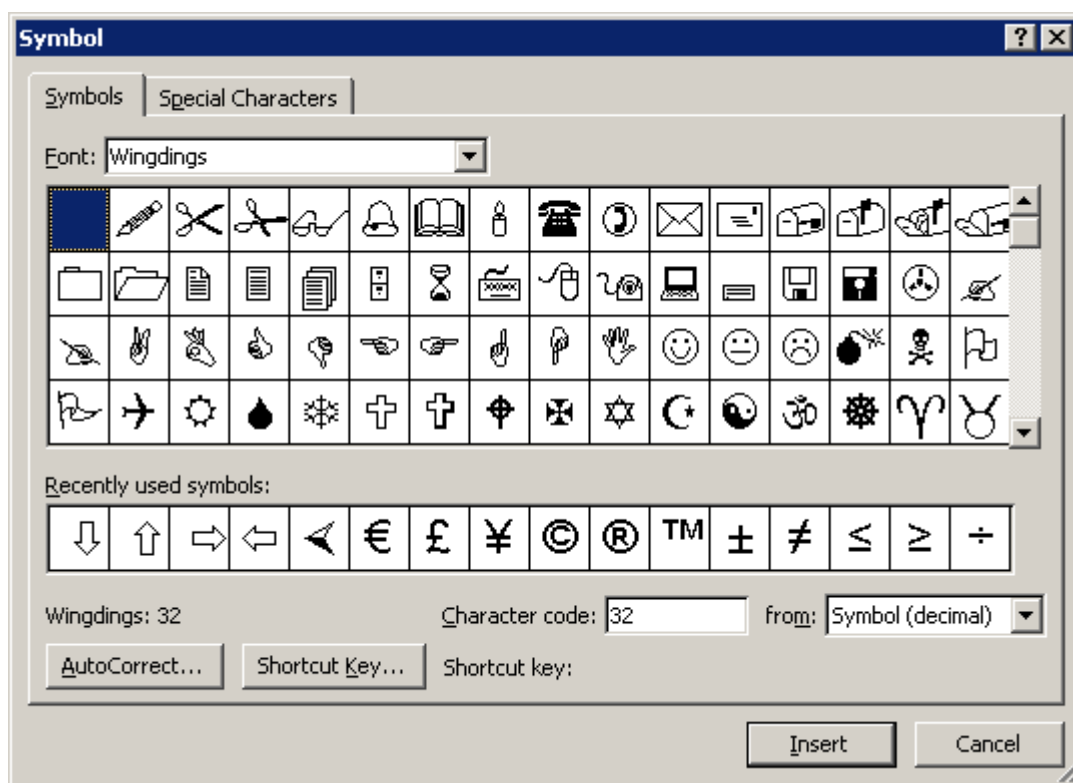 Symbol
Symbols Special Characters
Font: Wingdings
Recently used symbols:
€ £ ¥ © ® ™ ± ≠ ≤ ≥ ÷
Wingdings: 32 Character code: 32 from: Symbol (decimal)
AutoCorrect... Shortcut Key... Shortcut key:
Insert Cancel